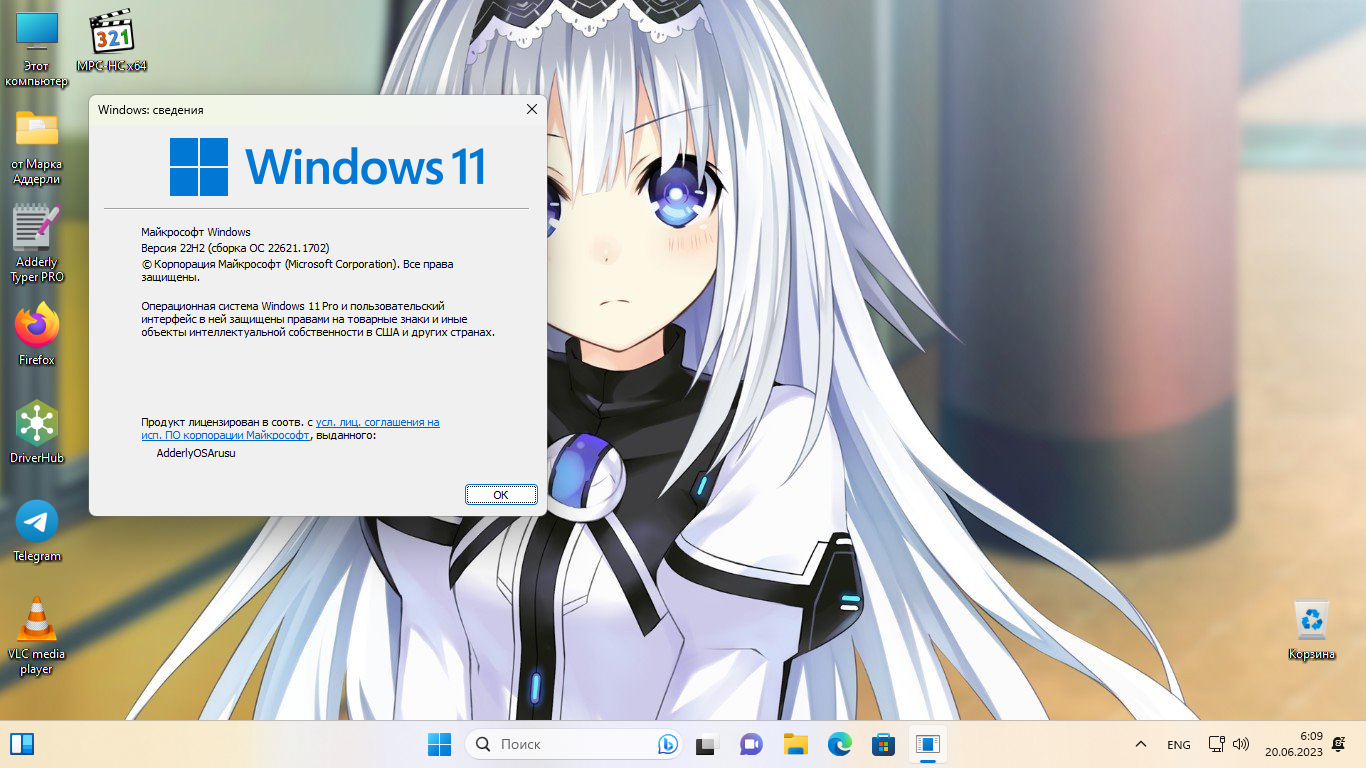 Этот
компьютер
321
MPC-HC x64
от Марка
Аддерли
Adderly
Typer PRO
Firefox
DriverHub
Telegram
VLC media
player
Windows: сведения
Windows 11
Майкрософт Windows
Версия 22H2 (сборка ОС 22621.1702)
© Корпорация Майкрософт (Microsoft Corporation). Все права
защищены.
Операционная система Windows 11 Pro и пользовательский
интерфейс в ней защищены правами на товарные знаки и иные
объекты интеллектуальной собственности в США и других странах.
Продукт лицензирован в соотв. с усл. лиц. соглашения на
исп. ПО корпорации Майкрософт, выданного:
AdderlyOSArusu
ОК
Корзина
Поиск
ENG
6:09
20.06.2023